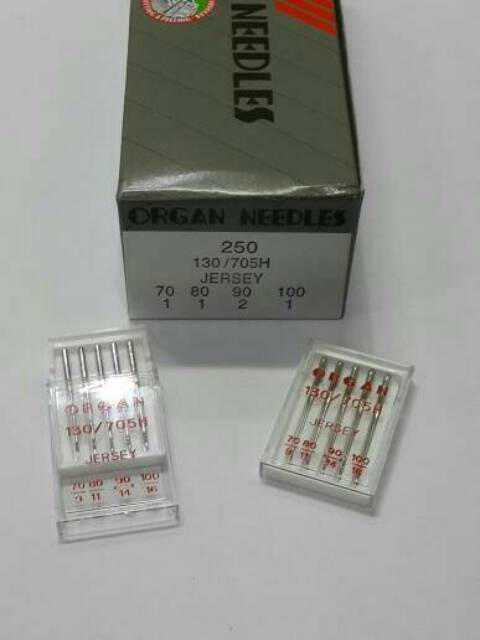 NEEDLES
ORGAN NEEDLES
250
130/705H
JERSEY
70 80 90 100
1 1 2 1
ORGAN
130/705H
JERSEY
70 80 ·90· 100
9 11 14 16
ORGAN
130/705H
JERSEY
70 80 ·90· 100
9 11 14 16